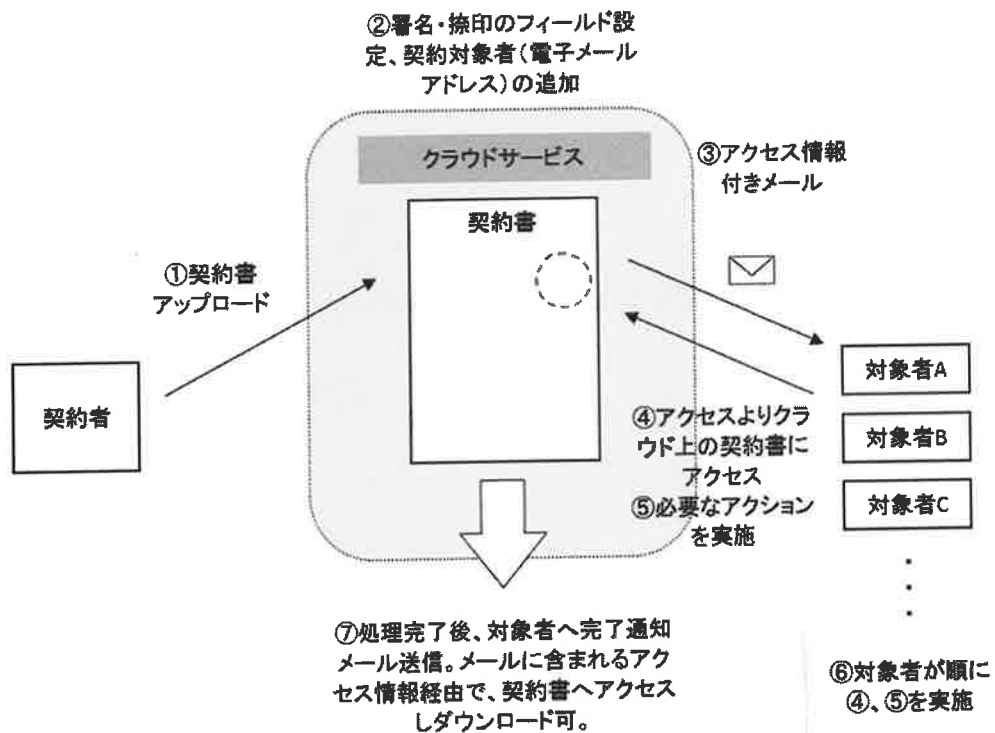 ②署名・捺印のフィールド設
定、契約対象者(電子メール
アドレス)の追加
クラウドサービス
③アクセス情報
付きメール
契約書
①契約書
アップロード
契約者
対象者A
対象者B
対象者C
④アクセスよりクラ
ウド上の契約書に
アクセス
⑤必要なアクション
を実施
・
・
・
⑦処理完了後、対象者へ完了通知
メール送信。メールに含まれるアク
セス情報経由で、契約書へアクセス
しダウンロード可。
⑥対象者が順に
④、⑤を実施